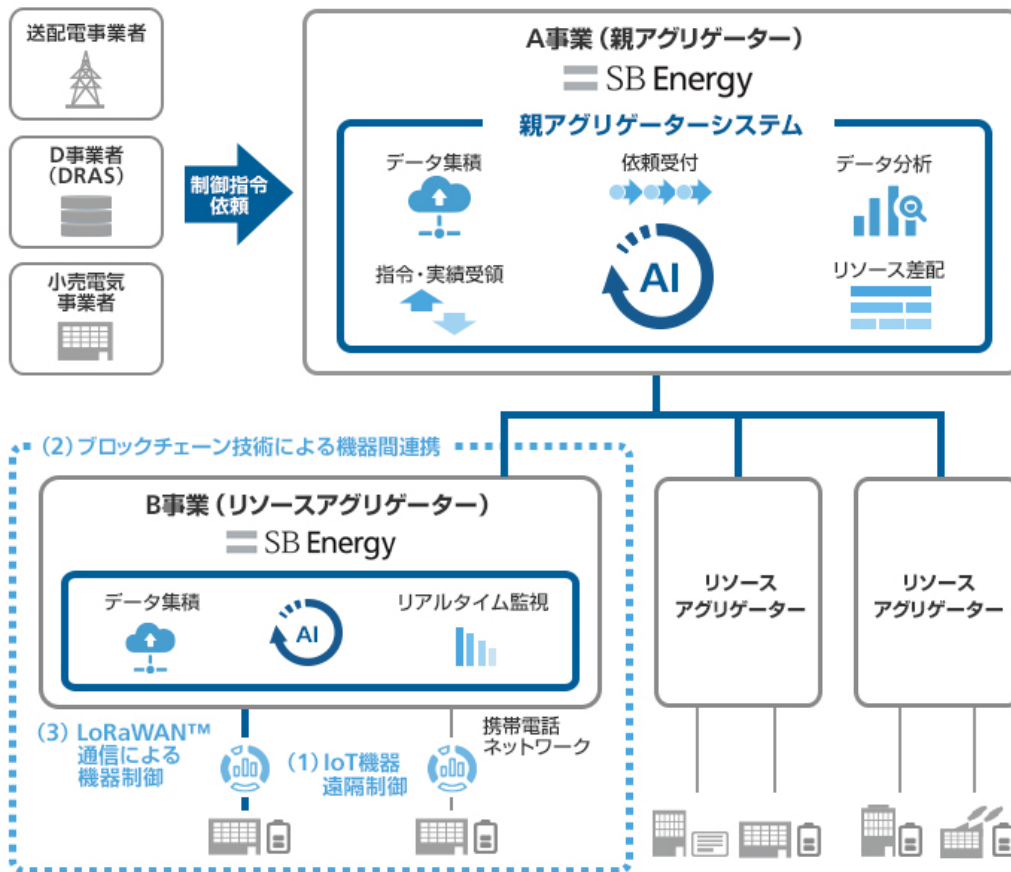 送配電事業者
D事業者
(DRAS)
小売電気
事業者
制御指令
依頼
A事業(親アグリゲーター)
SB Energy
親アグリゲーターシステム
データ集積
依頼受付
データ分析
指令・実績受領
AI
リソース差配
(2)ブロックチェーン技術による機器間連携
B事業(リソースアグリゲーター)
SB Energy
データ集積
AI
リアルタイム監視
リソース
アグリゲーター
リソース
アグリゲーター
(3) LoRaWAN™
通信による
機器制御
(1)IoT機器
遠隔制御
携帯電話
ネットワーク